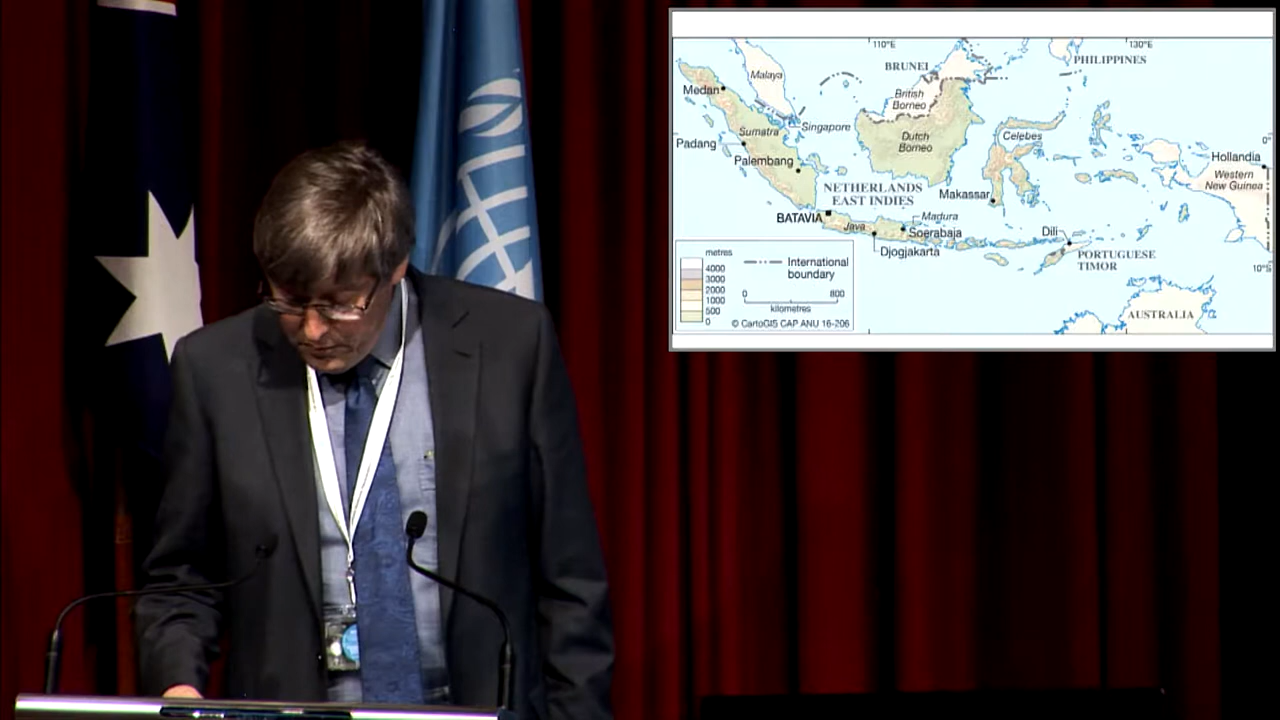 110°E
130°E
BRUNEI
PHILIPPINES
Malaya
Medan
British
Borneo
Singapore
Sumatra
Dutch
Borneo
Celebes
0°
Padang
Palembang
Hollandia
Western
New Guinea
NETHERLANDS
EAST INDIES
Makassar
BATAVIA
Madura
Java
Soerabaja
Dili
Djogjakarta
PORTUGUESE
TIMOR
10°S
metres
4000
3000
2000
1000
500
0
International
boundary
0 800
kilometres
© CartoGIS CAP ANU 16-206
AUSTRALIA